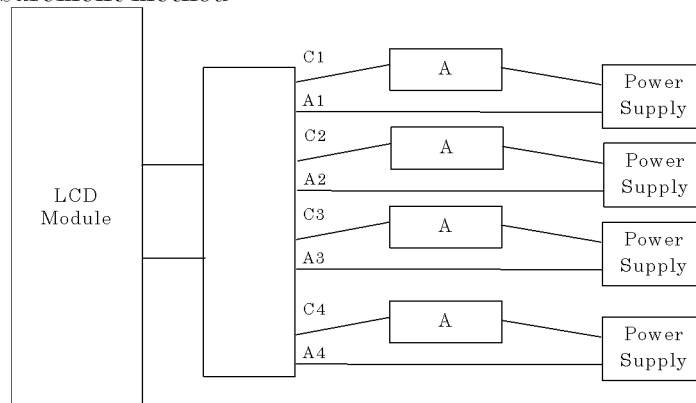 C1
A
Power
Supply
A1
C2
A
Power
Supply
A2
LCD
Module
C3
A
Power
Supply
A3
C4
A
Power
Supply
A4